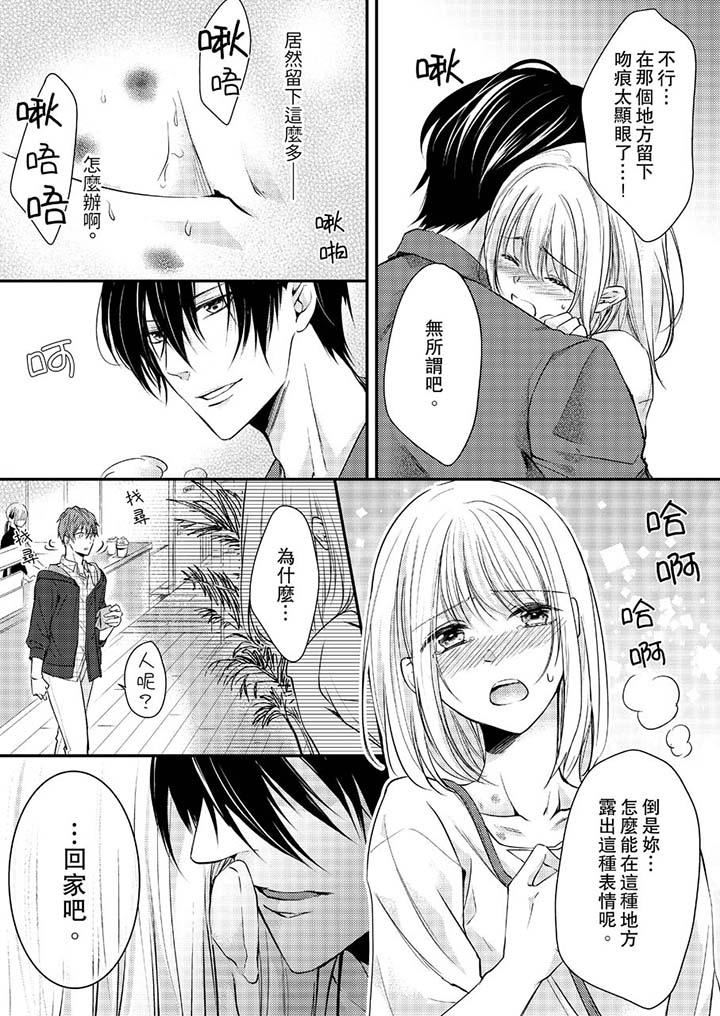 不行…
在那個地方留下
吻痕太顯眼了…！
啾
無所謂吧。
居然留下這麼多──
啾
唔
啾
唔
唔
怎麼辦啊。
啾
啪
呵
哈
啊
哈
啊
為什麼…
找尋
找尋
人呢？
倒是妳…
怎麼能在這種地方
露出這種表情呢。
…回家吧。